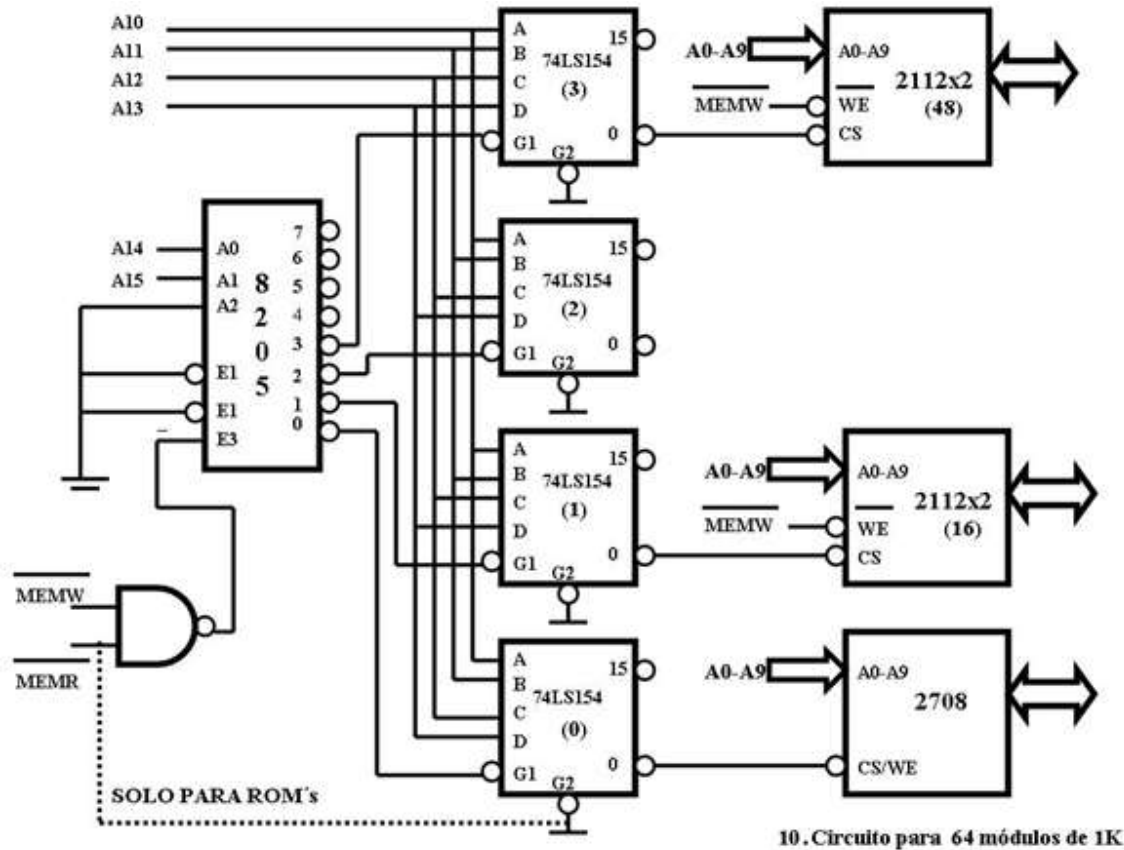 A10
A11
A12
A13
A
B
C
D
G1
74LS154
(3)
15
0
G2
A0-A9
MEMW
A0-A9
2112x2
(48)
WE
CS
A14
A15
A0
A1
A2
E1
E1
E3
8
2
0
5
7
6
5
4
3
2
1
0
A
B
C
D
G1
74LS154
(2)
15
0
G2
A
B
C
D
G1
74LS154
(1)
15
0
G2
A0-A9
MEMW
A0-A9
2112x2
(16)
WE
CS
MEMW
MEMR
A
B
C
D
G1
74LS154
(0)
15
0
G2
A0-A9
A0-A9
2708
CS/WE
SOLO PARA ROM´s
10.Circuito para 64 módulos de 1K